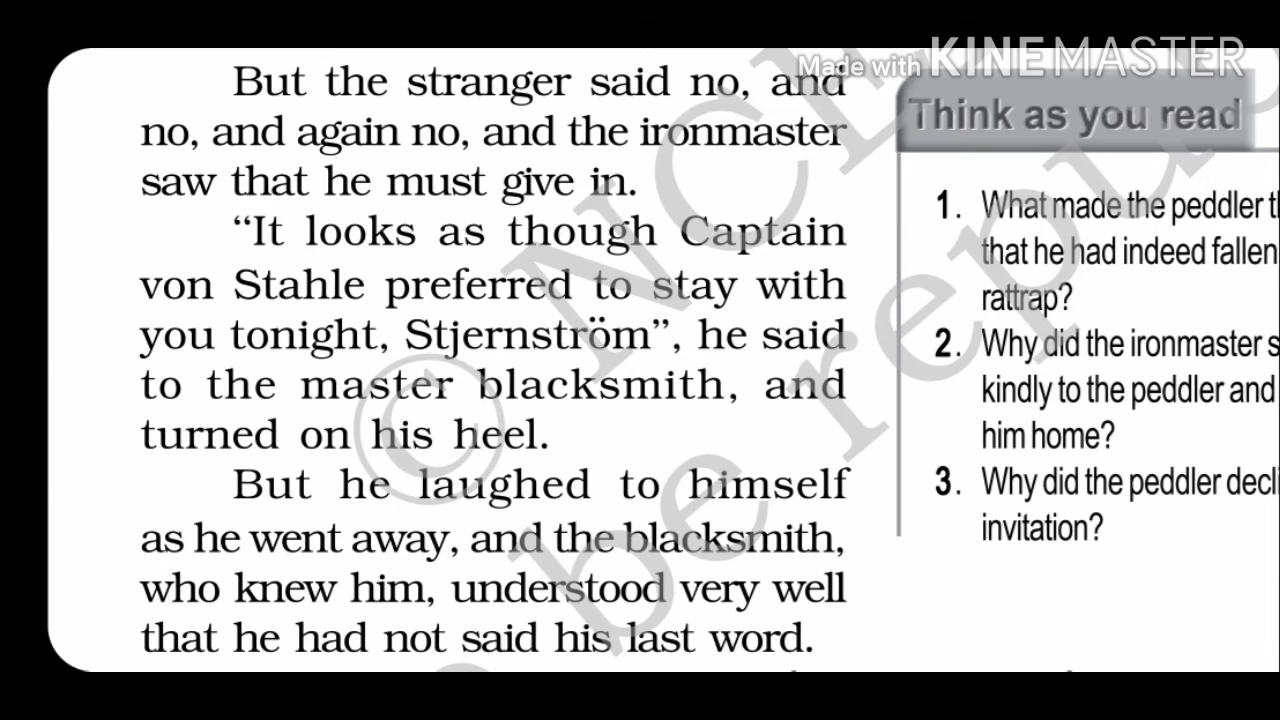 Made with KINEMASTER
But the stranger said no, and
no, and again no, and the ironmaster
saw that he must give in.
“It looks as though Captain
von Stahle preferred to stay with
you tonight, Stjernström”, he said
to the master blacksmith, and
turned on his heel.
But he laughed to himself
as he went away, and the blacksmith,
who knew him, understood very well
that he had not said his last word.
Think as you read
1. What made the peddler
that he had indeed fallen
rattrap?
2. Why did the ironmaster
kindly to the peddler and
him home?
3. Why did the peddler
invitation?
© NCE
be repu